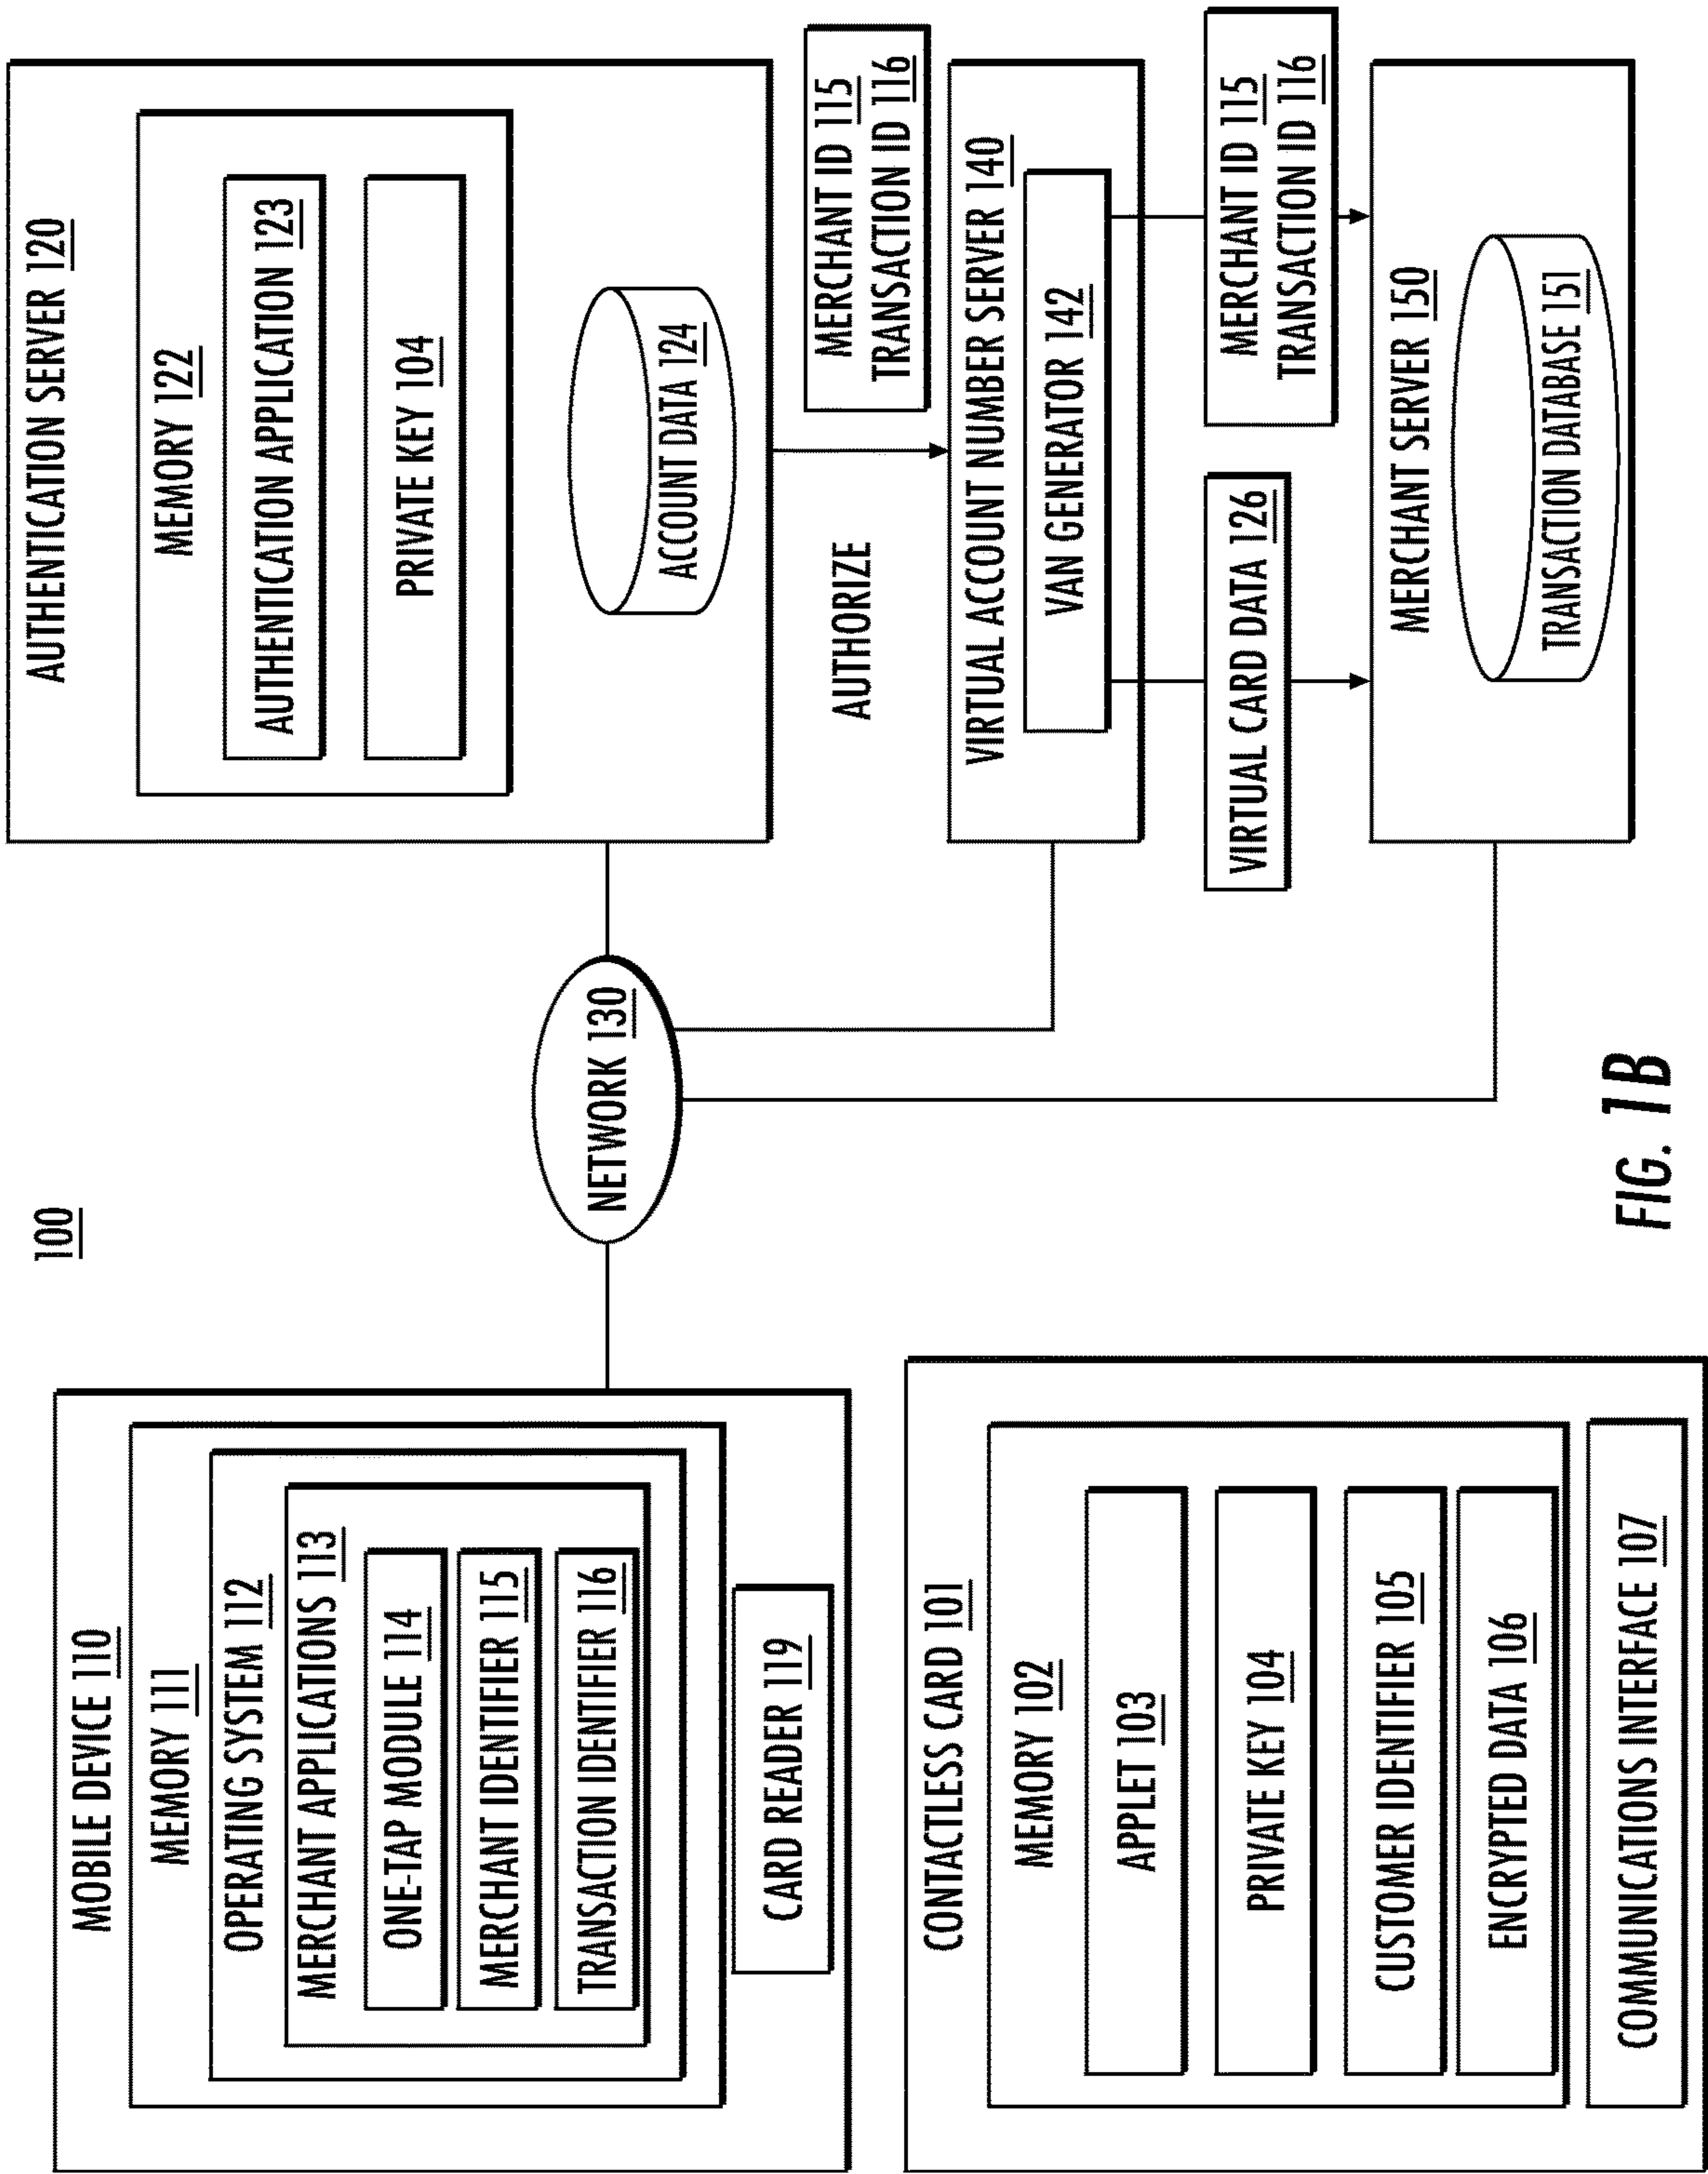 100
MOBILE DEVICE 110
MEMORY 111
OPERATING SYSTEM 112
MERCHANT APPLICATIONS 113
ONE-TAP MODULE 114
MERCHANT IDENTIFIER 115
TRANSACTION IDENTIFIER 116
CARD READER 119
CONTACTLESS CARD 101
MEMORY 102
APPLET 103
PRIVATE KEY 104
CUSTOMER IDENTIFIER 105
ENCRYPTED DATA 106
COMMUNICATIONS INTERFACE 107
NETWORK 130
AUTHENTICATION SERVER 120
MEMORY 122
AUTHENTICATION APPLICATION 123
PRIVATE KEY 104
ACCOUNT DATA 124
AUTHORIZE
MERCHANT ID 115
TRANSACTION ID 116
VIRTUAL ACCOUNT NUMBER SERVER 140
VAN GENERATOR 142
VIRTUAL CARD DATA 126
MERCHANT ID 115
TRANSACTION ID 116
MERCHANT SERVER 150
TRANSACTION DATABASE 151
FIG. 1B